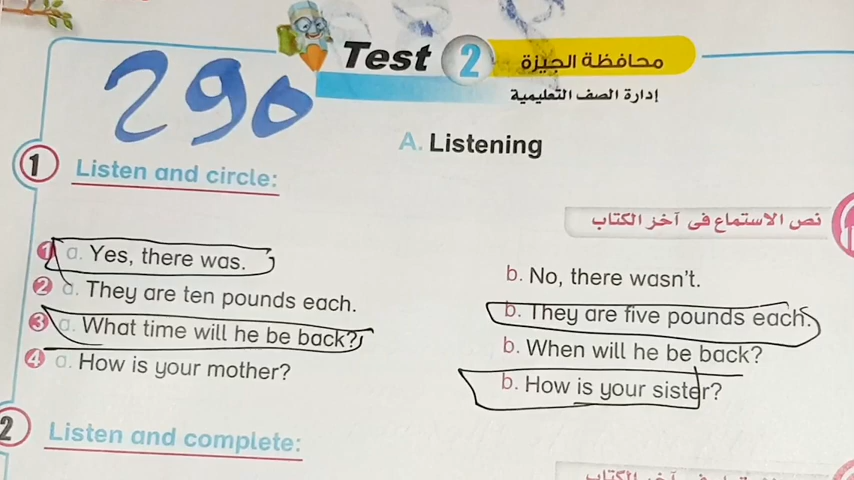 290
Test 2 محافظة الجيزة
إدارة الصف التعليمية
A. Listening
1 Listen and circle:
نص الاستماع فى آخر الكتاب
1 a. Yes, there was.
b. No, there wasn't.
2 a. They are ten pounds each.
b. They are five pounds each.
3 a. What time will he be back?
b. When will he be back?
4 a. How is your mother?
b. How is your sister?
2 Listen and complete: